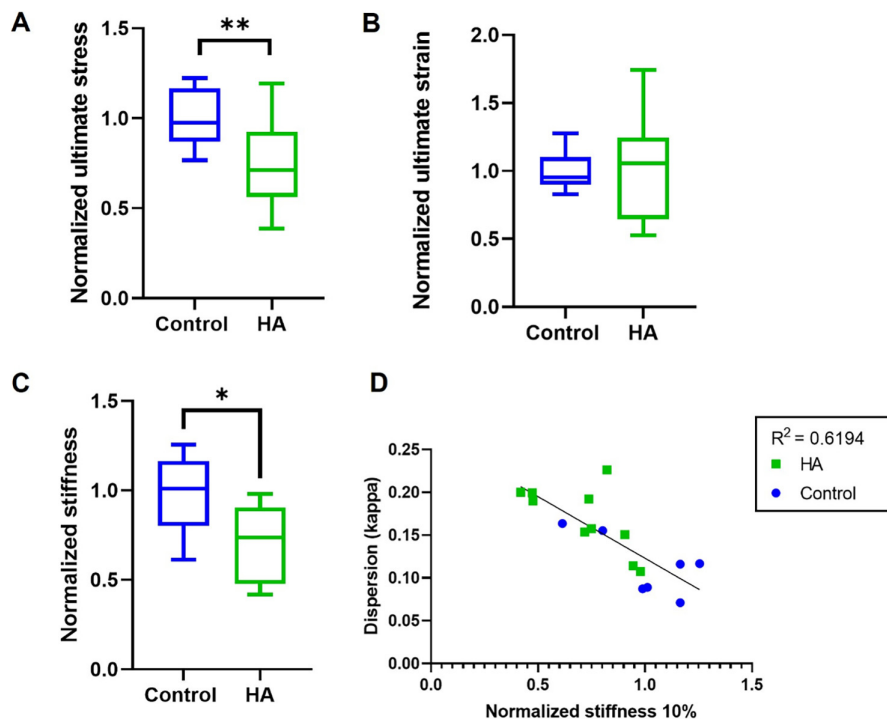 A
Normalized ultimate stress
1.5
1.0
0.5
0.0
**
Control HA
B
Normalized ultimate strain
2.0
1.5
1.0
0.5
0.0
Control HA
C
Normalized stiffness
1.5
1.0
0.5
0.0
*
Control HA
D
Dispersion (kappa)
0.25
0.20
0.15
0.10
0.05
0.00
0.0 0.5 1.0 1.5
Normalized stiffness 10%
R² = 0.6194
HA
Control